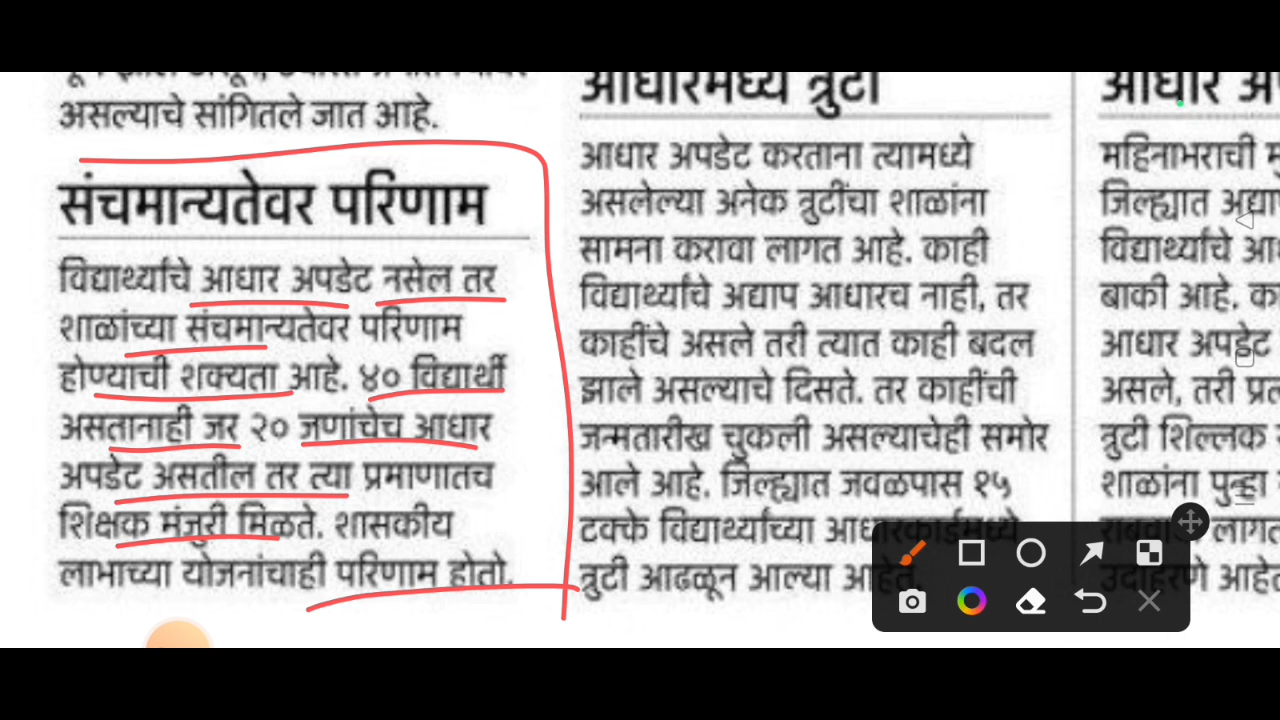 असल्याचे सांगितले जात आहे.
संचमान्यतेवर परिणाम
विद्यार्थ्यांचे आधार अपडेट नसेल तर
शाळांच्या संचमान्यतेवर परिणाम
होण्याची शक्यता आहे. ४० विद्यार्थी
असतानाही जर २० जणांचेच आधार
अपडेट असतील तर त्या प्रमाणातच
शिक्षक मंजुरी मिळते. शासकीय
लाभाच्या योजनांचाही परिणाम होतो.
आधारमध्ये त्रुटी
आधार अपडेट करताना त्यामध्ये
असलेल्या अनेक त्रुटींचा शाळांना
सामना करावा लागत आहे. काही
विद्यार्थ्यांचे अद्याप आधारच नाही, तर
काहींचे असले तरी त्यात काही बदल
झाले असल्याचे दिसते. तर काहींची
जन्मतारीख चुकली असल्याचेही समोर
आले आहे. जिल्ह्यात जवळपास १५
टक्के विद्यार्थ्यांच्या आधारकार्डमध्ये
त्रुटी आढळून आल्या आहेत.
आधार
महिनाभराची
जिल्ह्यात
विद्यार्थ्यांचे
बाकी आहे.
आधार अपडेट
असले, तरी
त्रुटी शिल्लक
शाळांना पुन्हा
लागत